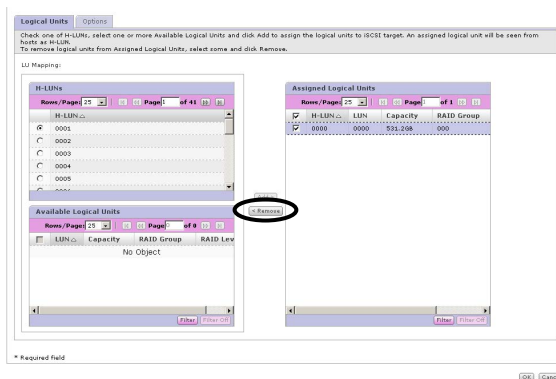 Logical Units
Options
Check one of H-LUNs, select one or more Available Logical Units and click Add to assign the logical units to iSCSI target. An assigned logical unit will be seen from
hosts as H-LUN.
To remove logical units from Assigned Logical Units, select some and click Remove.
LU Mapping:
H-LUNs
Rows/Page: 25 Page 1 of 41
H-LUN
0001
0002
0003
0004
0005
Available Logical Units
Rows/Page: 25 Page 0 of 0
LUN Capacity RAID Group RAID Lev
No Object
Filter Filter Off
< Remove
Assigned Logical Units
Rows/Page: 25 Page 1 of 1
H-LUN LUN Capacity RAID Group
0000 0000 531.2GB 000
Filter Filter Off
* Required field
OK Canc